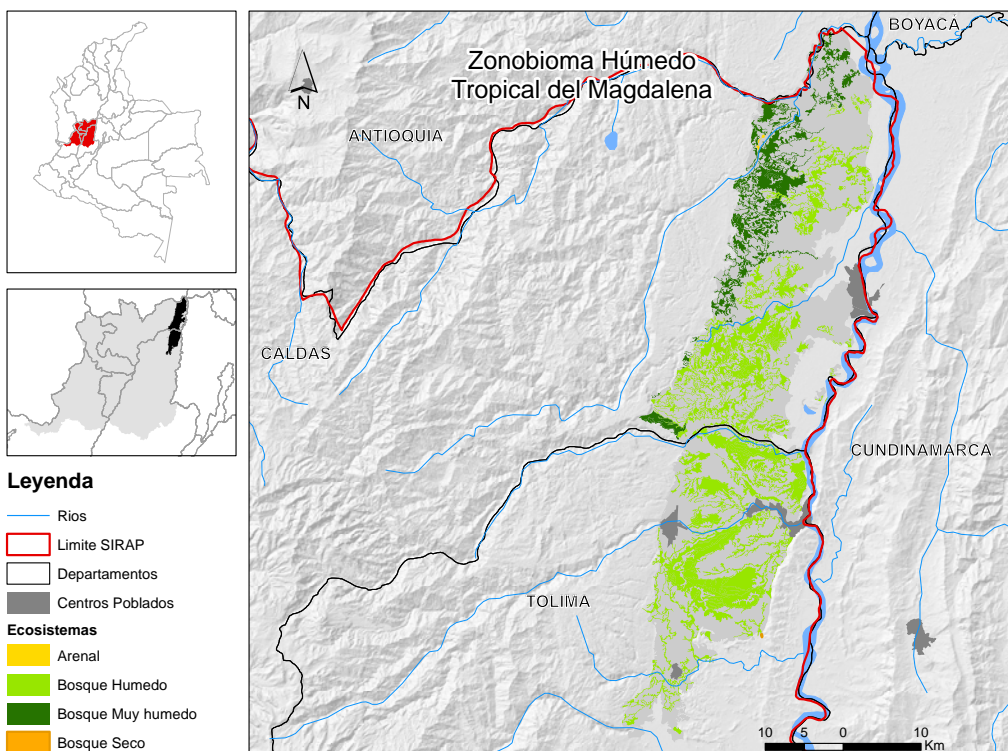 BOYACA
Zonobioma Húmedo
Tropical del Magdalena
N
ANTIOQUIA
CALDAS
CUNDINAMARCA
TOLIMA
10 5 0 10
Km
Leyenda
Rios
Limite SIRAP
Departamentos
Centros Poblados
Ecosistemas
Arenal
Bosque Humedo
Bosque Muy humedo
Bosque Seco